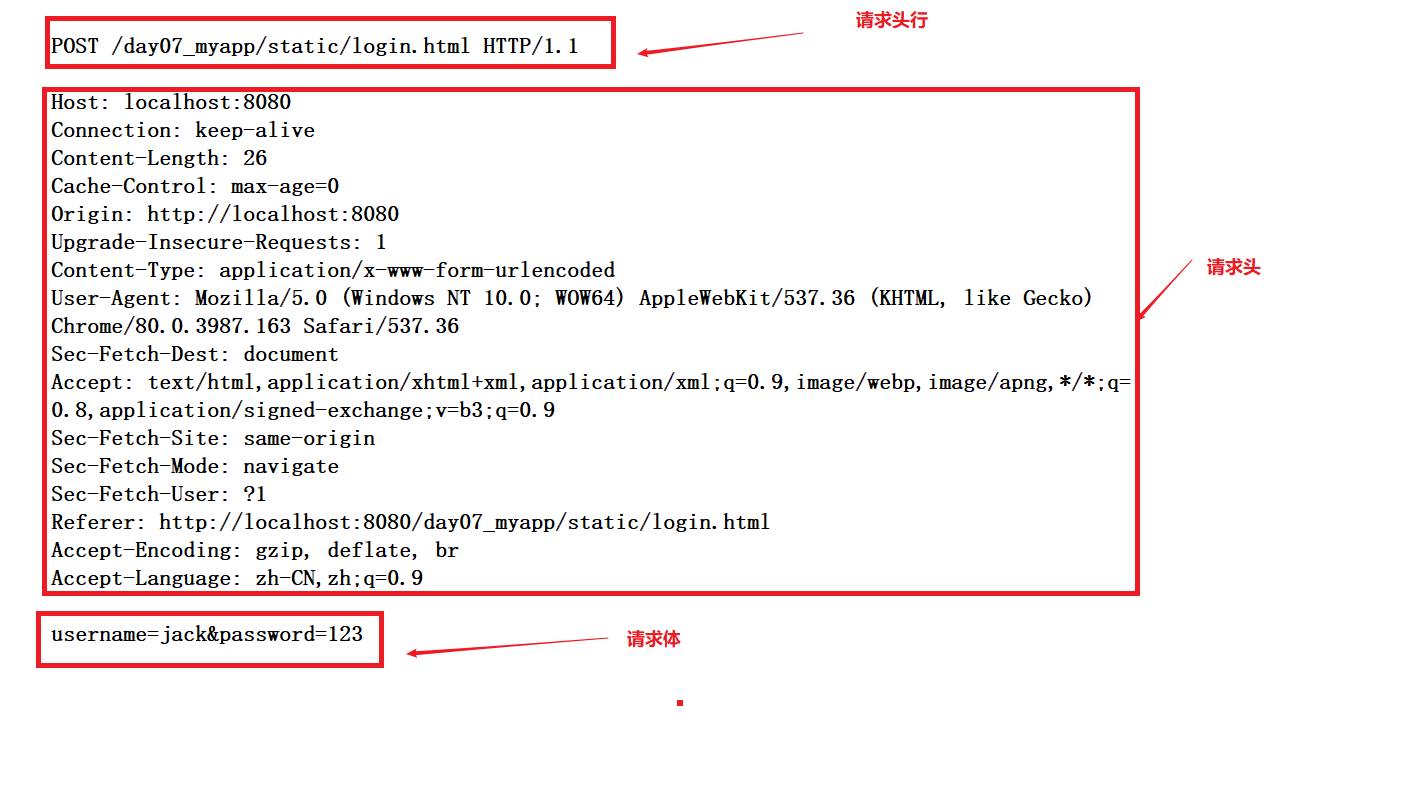 请求头行
POST /day07_myapp/static/login.html HTTP/1.1
Host: localhost:8080
Connection: keep-alive
Content-Length: 26
Cache-Control: max-age=0
Origin: http://localhost:8080
Upgrade-Insecure-Requests: 1
Content-Type: application/x-www-form-urlencoded
请求头
User-Agent: Mozilla/5.0 (Windows NT 10.0; WOW64) AppleWebKit/537.36 (KHTML, like Gecko)
Chrome/80.0.3987.163 Safari/537.36
Sec-Fetch-Dest: document
Accept: text/html,application/xhtml+xml,application/xml;q=0.9,image/webp,image/apng,*/*;q=
0.8,application/signed-exchange;v=b3;q=0.9
Sec-Fetch-Site: same-origin
Sec-Fetch-Mode: navigate
Sec-Fetch-User: ?1
Referer: http://localhost:8080/day07_myapp/static/login.html
Accept-Encoding: gzip, deflate, br
Accept-Language: zh-CN,zh;q=0.9
username=jack&password=123
请求体